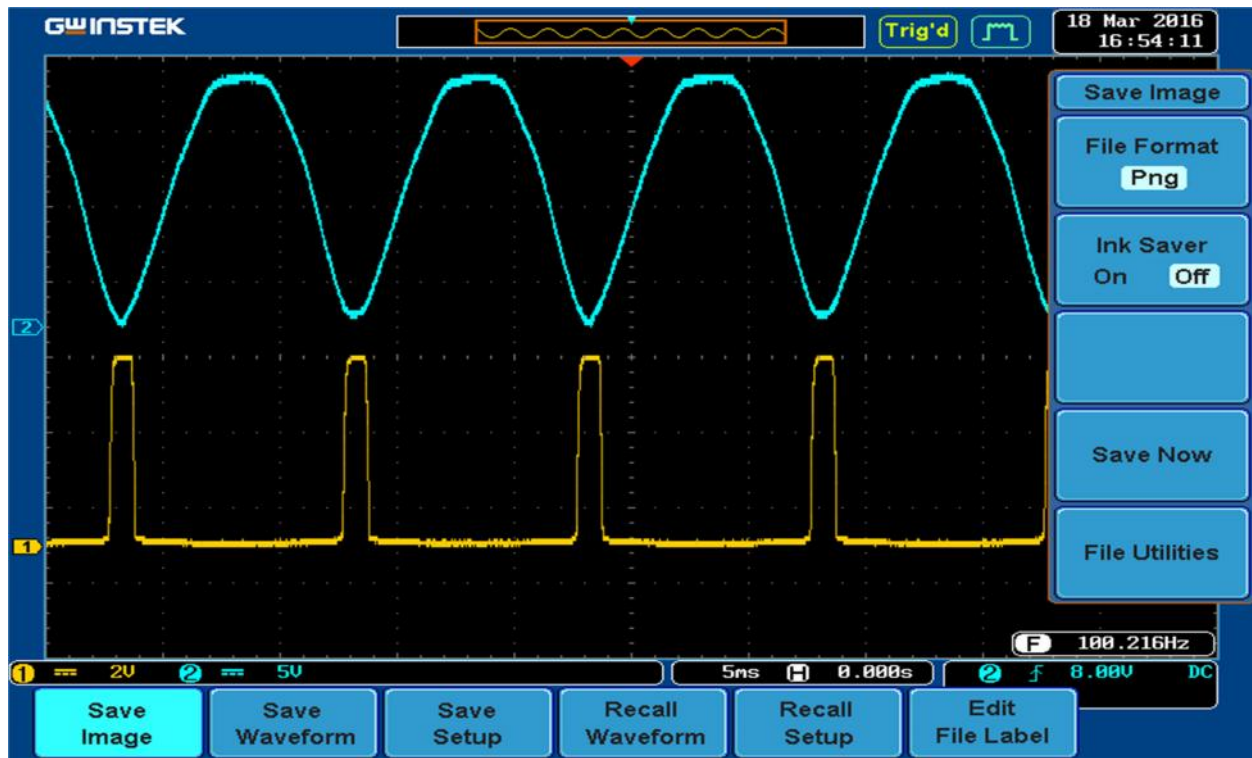 GWINSTEK
Trig'd
18 Mar 2016
16:54:11
Save Image
File Format
Png
Ink Saver
On Off
2
Save Now
1
File Utilities
F 100.216Hz
1 2V 2 5V 5ms H 0.000s 2 8.00V DC
Save Image
Save Waveform
Save Setup
Recall Waveform
Recall Setup
Edit File Label